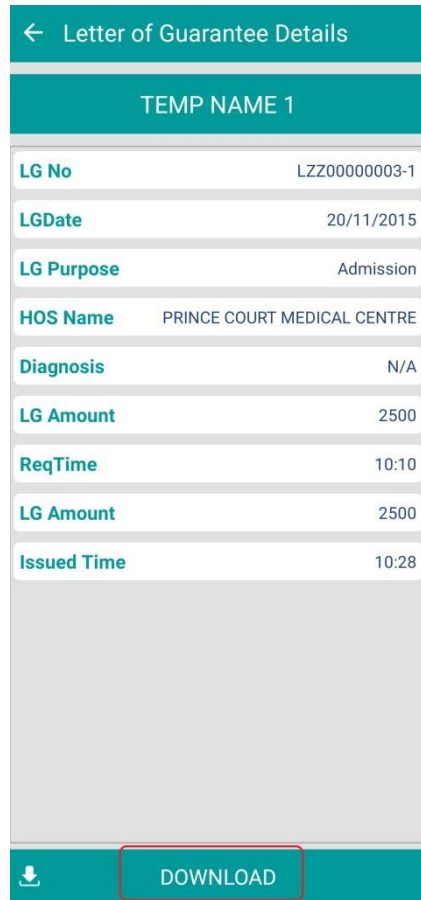 Letter of Guarantee Details
TEMP NAME 1
LG No LZZ00000003-1
LGDate 20/11/2015
LG Purpose Admission
HOS Name PRINCE COURT MEDICAL CENTRE
Diagnosis N/A
LG Amount 2500
ReqTime 10:10
LG Amount 2500
Issued Time 10:28
DOWNLOAD